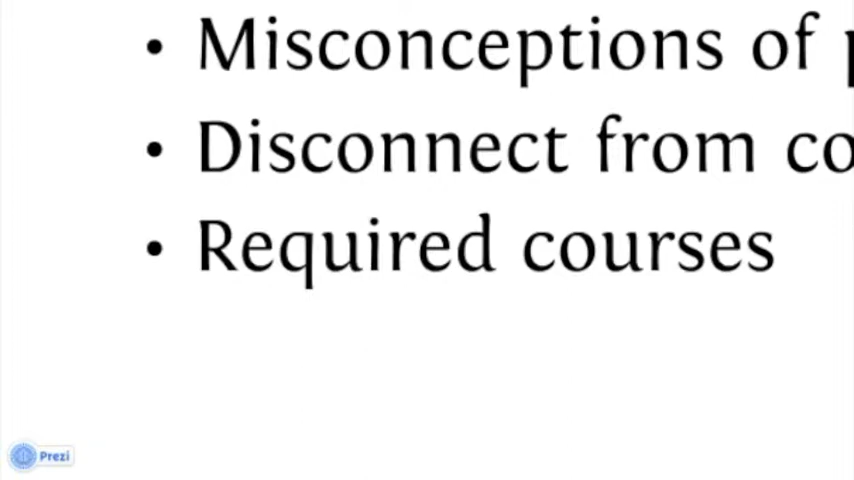 • Misconceptions of
• Disconnect from co
• Required courses
Prezi